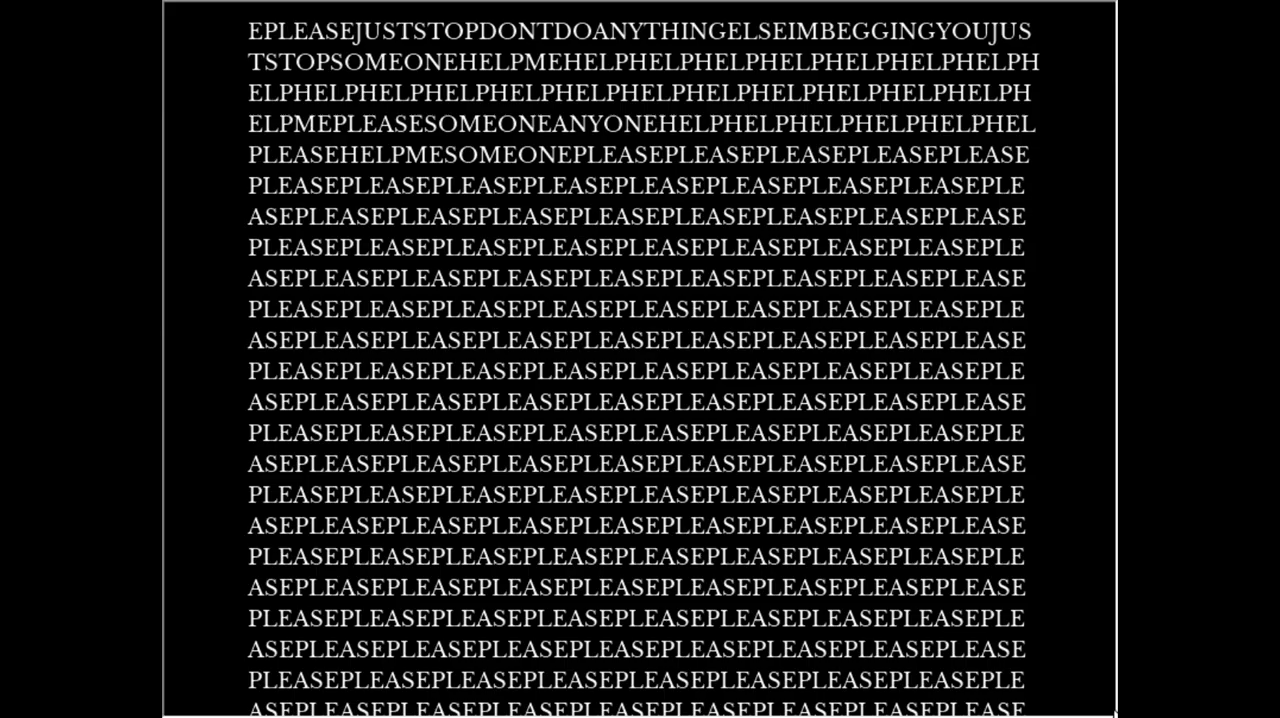 EPLEASEJUSTSTOPDONTDOANYTHINGELSEIMBEGGINGYOUJUS
TSTOPSOMEONEHELPMEHELPHELPHELPHELPHELPHELPHELPH
ELPHELPHELPHELPHELPHELPHELPHELPHELPHELPHELPHELPH
ELPMEPLEASESOMEONEANYONEHELPHELPHELPHELPHELPHEL
PLEASEHELPMESOMEONEPLEASEPLEASEPLEASEPLEASEPLEASE
PLEASEPLEASEPLEASEPLEASEPLEASEPLEASEPLEASEPLEASEPLE
ASEPLEASEPLEASEPLEASEPLEASEPLEASEPLEASEPLEASEPLEASE
PLEASEPLEASEPLEASEPLEASEPLEASEPLEASEPLEASEPLEASEPLE
ASEPLEASEPLEASEPLEASEPLEASEPLEASEPLEASEPLEASEPLEASE
PLEASEPLEASEPLEASEPLEASEPLEASEPLEASEPLEASEPLEASEPLE
ASEPLEASEPLEASEPLEASEPLEASEPLEASEPLEASEPLEASEPLEASE
PLEASEPLEASEPLEASEPLEASEPLEASEPLEASEPLEASEPLEASEPLE
ASEPLEASEPLEASEPLEASEPLEASEPLEASEPLEASEPLEASEPLEASE
PLEASEPLEASEPLEASEPLEASEPLEASEPLEASEPLEASEPLEASEPLE
ASEPLEASEPLEASEPLEASEPLEASEPLEASEPLEASEPLEASEPLEASE
PLEASEPLEASEPLEASEPLEASEPLEASEPLEASEPLEASEPLEASEPLE
ASEPLEASEPLEASEPLEASEPLEASEPLEASEPLEASEPLEASEPLEASE
PLEASEPLEASEPLEASEPLEASEPLEASEPLEASEPLEASEPLEASEPLE
ASEPLEASEPLEASEPLEASEPLEASEPLEASEPLEASEPLEASEPLEASE
PLEASEPLEASEPLEASEPLEASEPLEASEPLEASEPLEASEPLEASEPLE
ASEPLEASEPLEASEPLEASEPLEASEPLEASEPLEASEPLEASEPLEASE
PLEASEPLEASEPLEASEPLEASEPLEASEPLEASEPLEASEPLEASEPLE
ASEPLEASEPLEASEPLEASEPLEASEPLEASEPLEASEPLEASEPLEASE